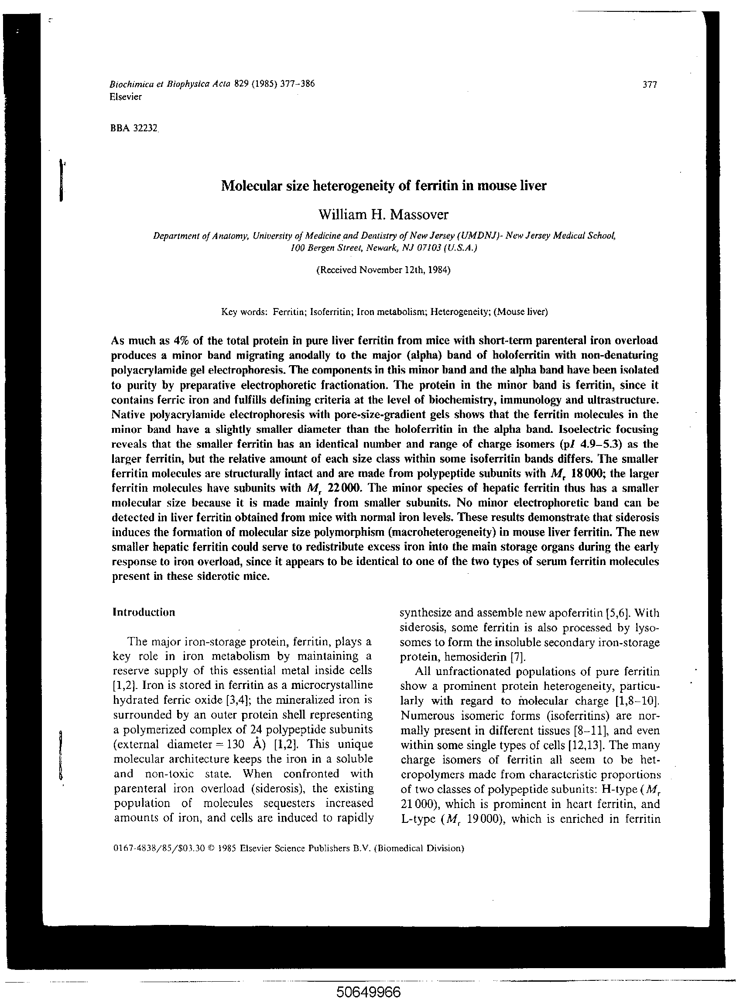 Biochimica et Biophysica Acta 829 (1985) 377-386
377
Elsevier
BBA 32232
Molecular size heterogeneity of ferritin in mouse liver
William H. Massover
Department of Anatomy, University of Medicine and Dentistry of New Jersey (UMDNJ)- New Jersey Medical School,
100 Bergen Street, Newark, NJ 07103 (U.S.A.)
(Received November 12th, 1984)
Key words: Ferritin; Isoferritin; Iron metabolism; Heterogeneity; (Mouse liver)
As much as 4% of the total protein in pure liver ferritin from mice with short-term parenteral iron overload
produces a minor band migrating anodally to the major (alpha) band of holoferritin with non-denaturing
polyacrylamide gel electrophoresis. The components in this minor band and the alpha band have been isolated
to purity by preparative electrophoretic fractionation. The protein in the minor band is ferritin, since it
contains ferric iron and fulfills defining criteria at the level of biochemistry, immunology and ultrastructure.
Native polyacrylamide electrophoresis with pore-size-gradient gels shows that the ferritin molecules in the
minor band have a slightly smaller diameter than the holoferritin in the alpha band. Isoelectric focusing
reveals that the smaller ferritin has an identical number and range of charge isomers (pI 4.9–5.3) as the
larger ferritin, but the relative amount of each size class within some isoferritin bands differs. The smaller
ferritin molecules are structurally intact and are made from polypeptide subunits with Mr 18000; the larger
ferritin molecules have subunits with Mr 22000. The minor species of hepatic ferritin thus has a smaller
molecular size because it is made mainly from smaller subunits. No minor electrophoretic band can be
detected in liver ferritin obtained from mice with normal iron levels. These results demonstrate that siderosis
induces the formation of molecular size polymorphism (macroheterogeneity) in mouse liver ferritin. The new
smaller hepatic ferritin could serve to redistribute excess iron into the main storage organs during the early
response to iron overload, since it appears to be identical to one of the two types of serum ferritin molecules
present in these siderotic mice.
Introduction
The major iron-storage protein, ferritin, plays a
key role in iron metabolism by maintaining a
reserve supply of this essential metal inside cells
[1,2]. Iron is stored in ferritin as a microcrystalline
hydrated ferric oxide [3,4]; the mineralized iron is
surrounded by an outer protein shell representing
a polymerized complex of 24 polypeptide subunits
(external diameter = 130 Å) [1,2]. This unique
molecular architecture keeps the iron in a soluble
and non-toxic state. When confronted with
parenteral iron overload (siderosis), the existing
population of molecules sequesters increased
amounts of iron, and cells are induced to rapidly
synthesize and assemble new apoferritin [5,6]. With
siderosis, some ferritin is also processed by lyso-
somes to form the insoluble secondary iron-storage
protein, hemosiderin [7].
All unfractionated populations of pure ferritin
show a prominent protein heterogeneity, particu-
larly with regard to molecular charge [1,8–10].
Numerous isomeric forms (isoferritins) are nor-
mally present in different tissues [8–11], and even
within some single types of cells [12,13]. The many
charge isomers of ferritin all seem to be het-
eropolymers made from characteristic proportions
of two classes of polypeptide subunits: H-type (Mr
21000), which is prominent in heart ferritin, and
L-type (Mr 19000), which is enriched in ferritin
0167-4838/85/$03.30 © 1985 Elsevier Science Publishers B.V. (Biomedical Division)
50649966